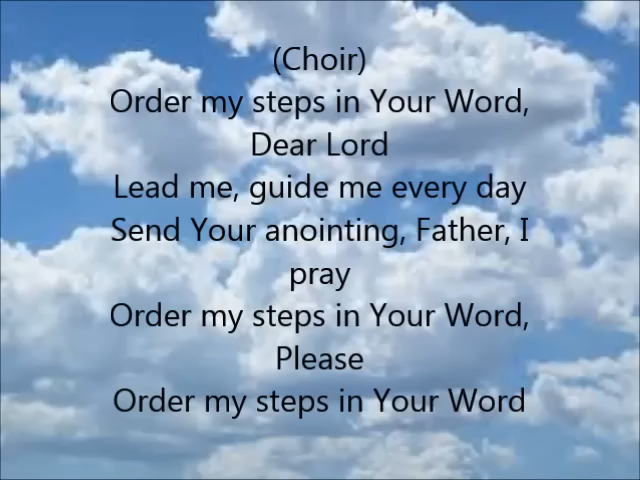 (Choir)
Order my steps in Your Word,
Dear Lord
Lead me, guide me every day
Send Your anointing, Father, I
pray
Order my steps in Your Word,
Please
Order my steps in Your Word